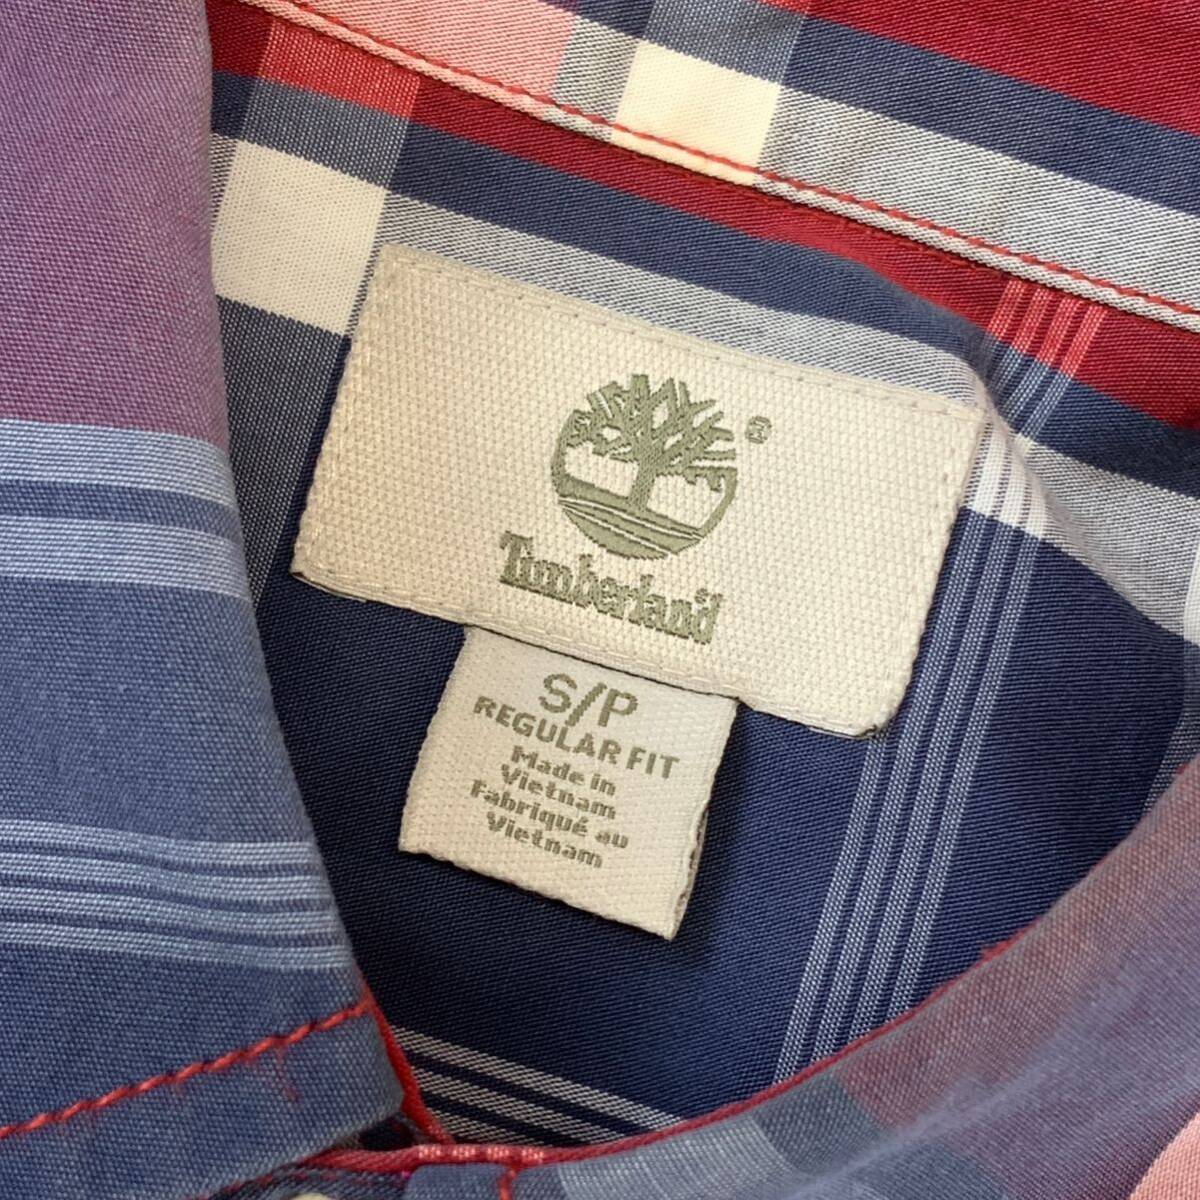 ®
Timberland
S/P
REGULAR FIT
Made in
Vietnam
Fabriqué au
Vietnam